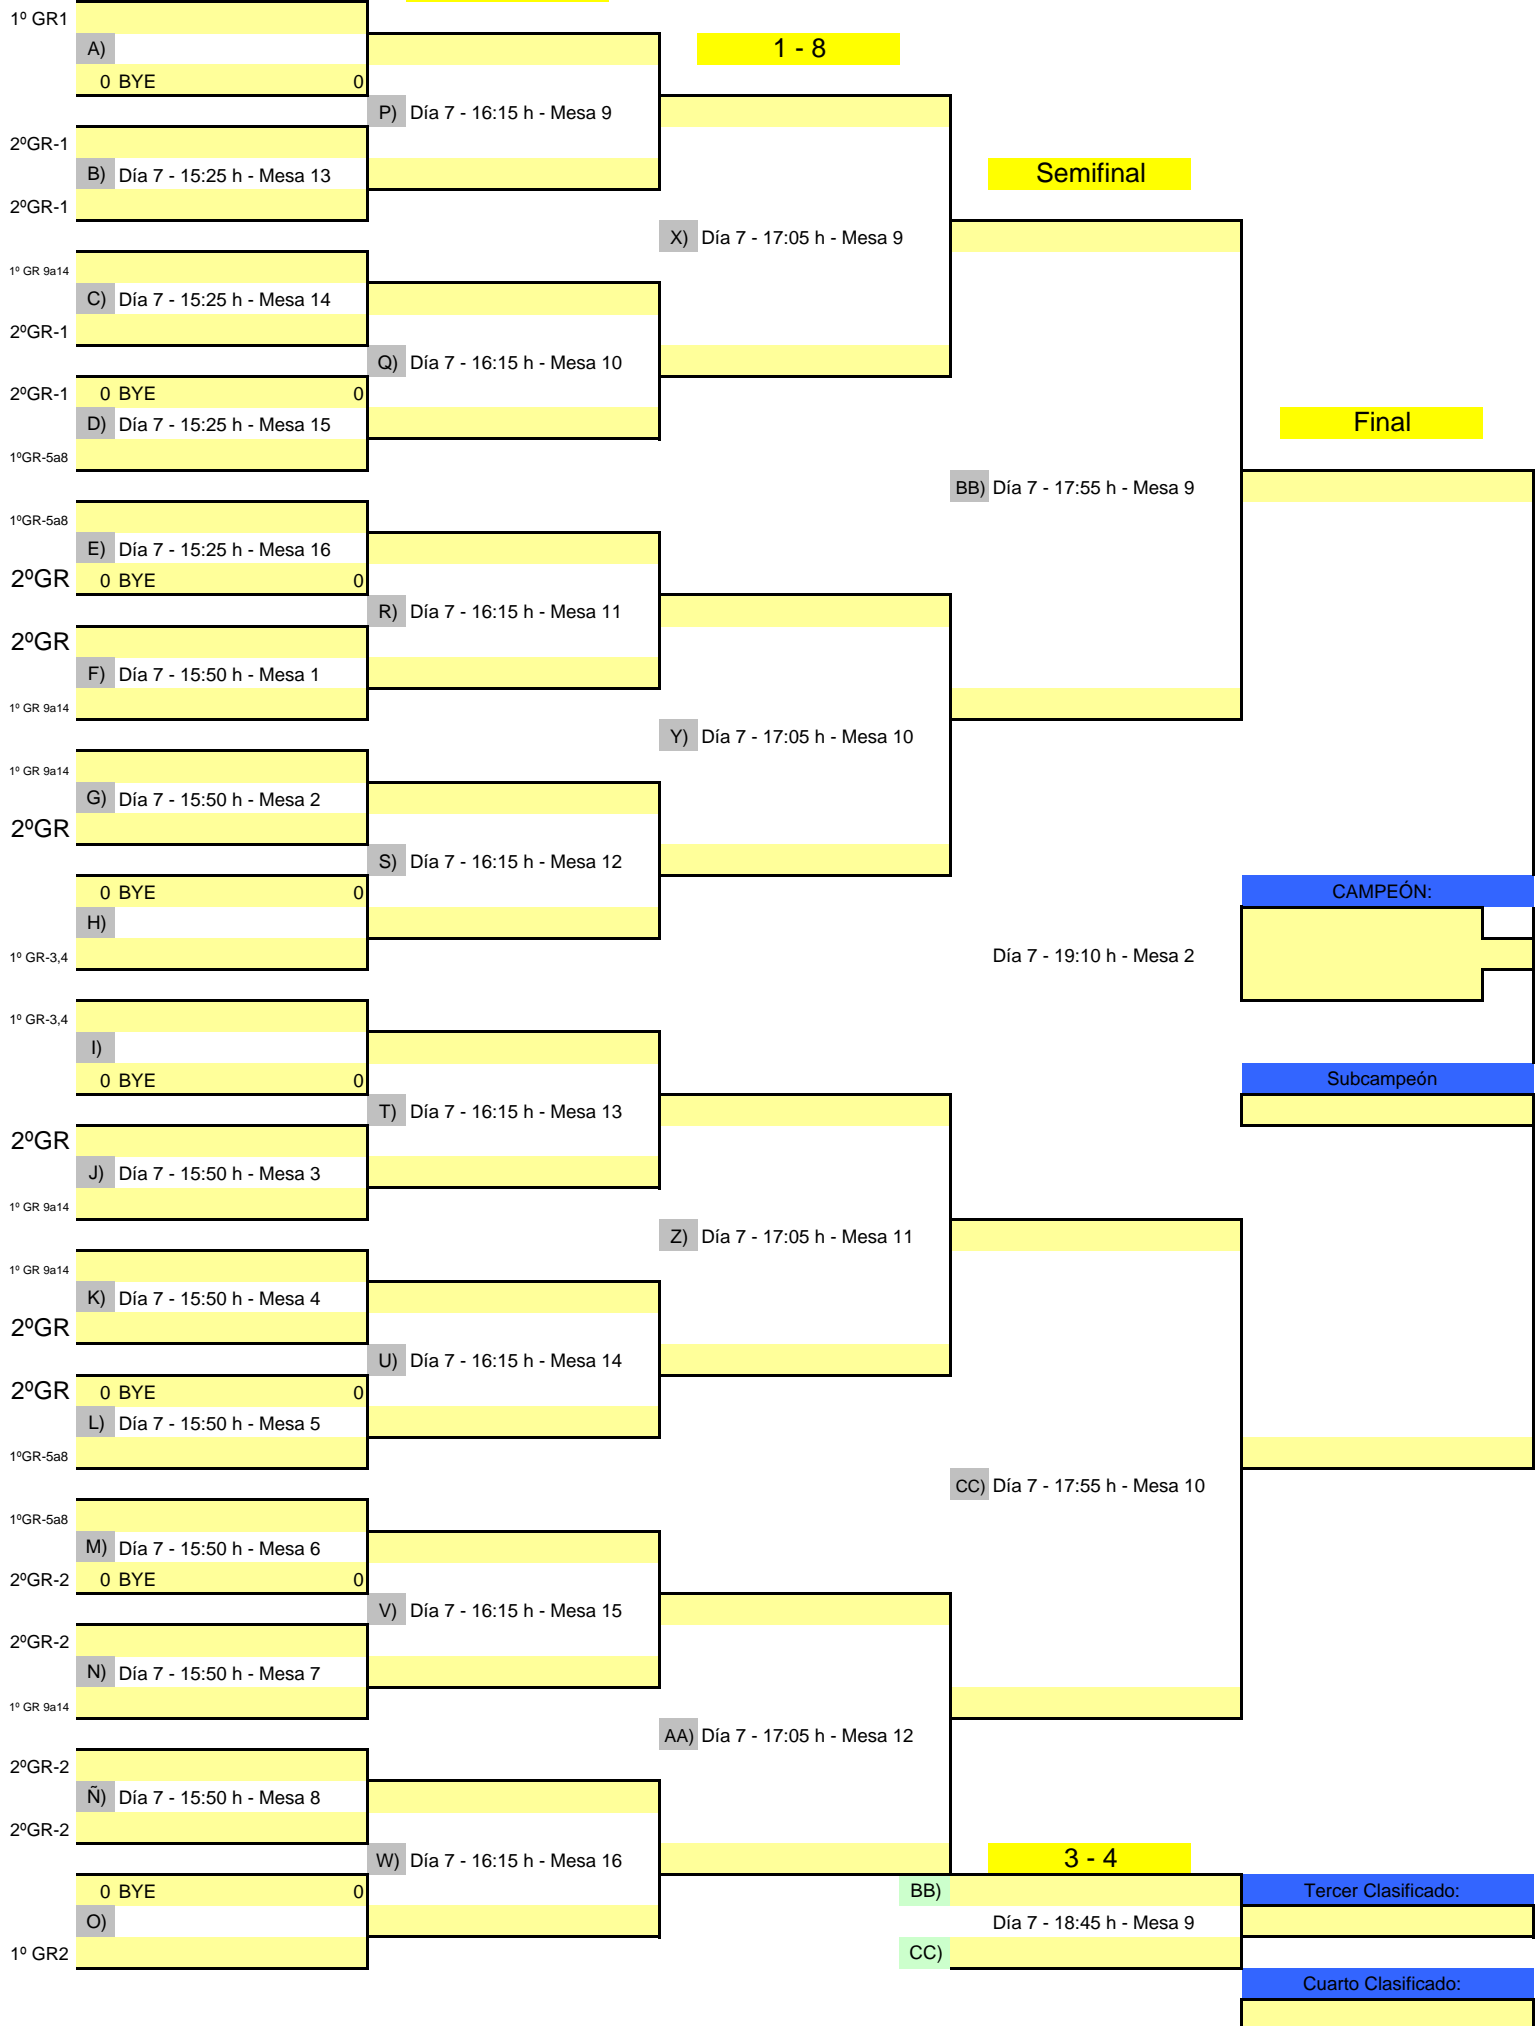 1º GR1
A)
1 - 8
0 BYE 0
P) Día 7 - 16:15 h - Mesa 9
2ºGR-1
B) Día 7 - 15:25 h - Mesa 13
Semifinal
2ºGR-1
X) Día 7 - 17:05 h - Mesa 9
1º GR 9a14
C) Día 7 - 15:25 h - Mesa 14
2ºGR-1
Q) Día 7 - 16:15 h - Mesa 10
2ºGR-1 0 BYE 0
D) Día 7 - 15:25 h - Mesa 15
Final
1ºGR-5a8
BB) Día 7 - 17:55 h - Mesa 9
1ºGR-5a8
E) Día 7 - 15:25 h - Mesa 16
2ºGR 0 BYE 0
R) Día 7 - 16:15 h - Mesa 11
2ºGR
F) Día 7 - 15:50 h - Mesa 1
1º GR 9a14
Y) Día 7 - 17:05 h - Mesa 10
1º GR 9a14
G) Día 7 - 15:50 h - Mesa 2
2ºGR
S) Día 7 - 16:15 h - Mesa 12
0 BYE 0
CAMPEÓN:
H)
1º GR-3,4
Día 7 - 19:10 h - Mesa 2
1º GR-3,4
I)
0 BYE 0
Subcampeón
T) Día 7 - 16:15 h - Mesa 13
2ºGR
J) Día 7 - 15:50 h - Mesa 3
1º GR 9a14
Z) Día 7 - 17:05 h - Mesa 11
1º GR 9a14
K) Día 7 - 15:50 h - Mesa 4
2ºGR
U) Día 7 - 16:15 h - Mesa 14
2ºGR 0 BYE 0
L) Día 7 - 15:50 h - Mesa 5
1ºGR-5a8
CC) Día 7 - 17:55 h - Mesa 10
1ºGR-5a8
M) Día 7 - 15:50 h - Mesa 6
2ºGR-2 0 BYE 0
V) Día 7 - 16:15 h - Mesa 15
2ºGR-2
N) Día 7 - 15:50 h - Mesa 7
1º GR 9a14
AA) Día 7 - 17:05 h - Mesa 12
2ºGR-2
Ñ) Día 7 - 15:50 h - Mesa 8
2ºGR-2
W) Día 7 - 16:15 h - Mesa 16
3 - 4
0 BYE 0
BB)
Tercer Clasificado:
O)
Día 7 - 18:45 h - Mesa 9
1º GR2
CC)
Cuarto Clasificado: